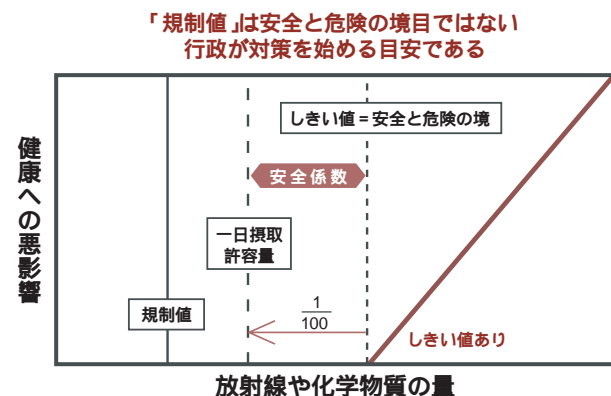 「規制値」は安全と危険の境目ではない
行政が対策を始める目安である
しきい値=安全と危険の境
安全係数
一日摂取
許容量
規制値
1
100
しきい値あり
健康への悪影響
放射線や化学物質の量